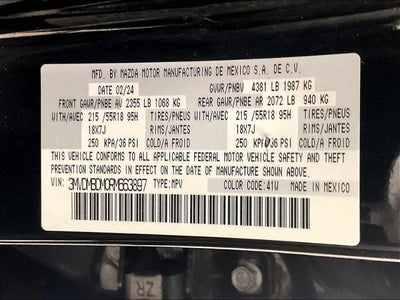 MFD. BY MAZDA MOTOR MANUFACTURING DE MEXICO S.A. DE C.V.
DATE 02/24 GVWR/PNBV 4381 LB 1987 KG
FRONT GAWR/PNBE AV 2355 LB 1068 KG REAR GAWR/PNBE AR 2072 LB 940 KG
WITH/AVEC 215/55R18 95H TIRES/PNEUS WITH/AVEC 215/55R18 95H TIRES/PNEUS
18X7J RIMS/JANTES 18X7J RIMS/JANTES
250 KPA/36 PSI COLD/A FROID 250 KPA/36 PSI COLD/A FROID
THIS VEHICLE CONFORMS TO ALL APPLICABLE FEDERAL MOTOR VEHICLE SAFETY AND THEFT
PREVENTION STANDARDS IN EFFECT ON THE DATE OF MANUFACTURE SHOWN ABOVE.
VIN: 3MVDMBDM0RM663897 TYPE: MPV COLOR CODE: 41W MADE IN MEXICO
ZR